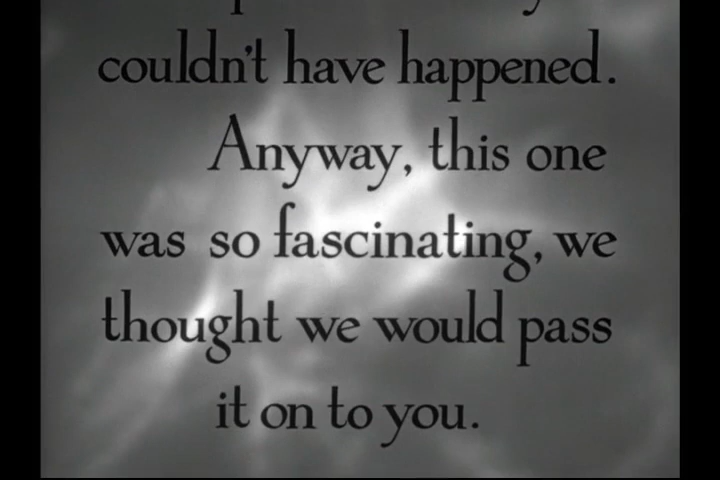 couldn't have happened.
Anyway, this one
was so fascinating, we
thought we would pass
it on to you.